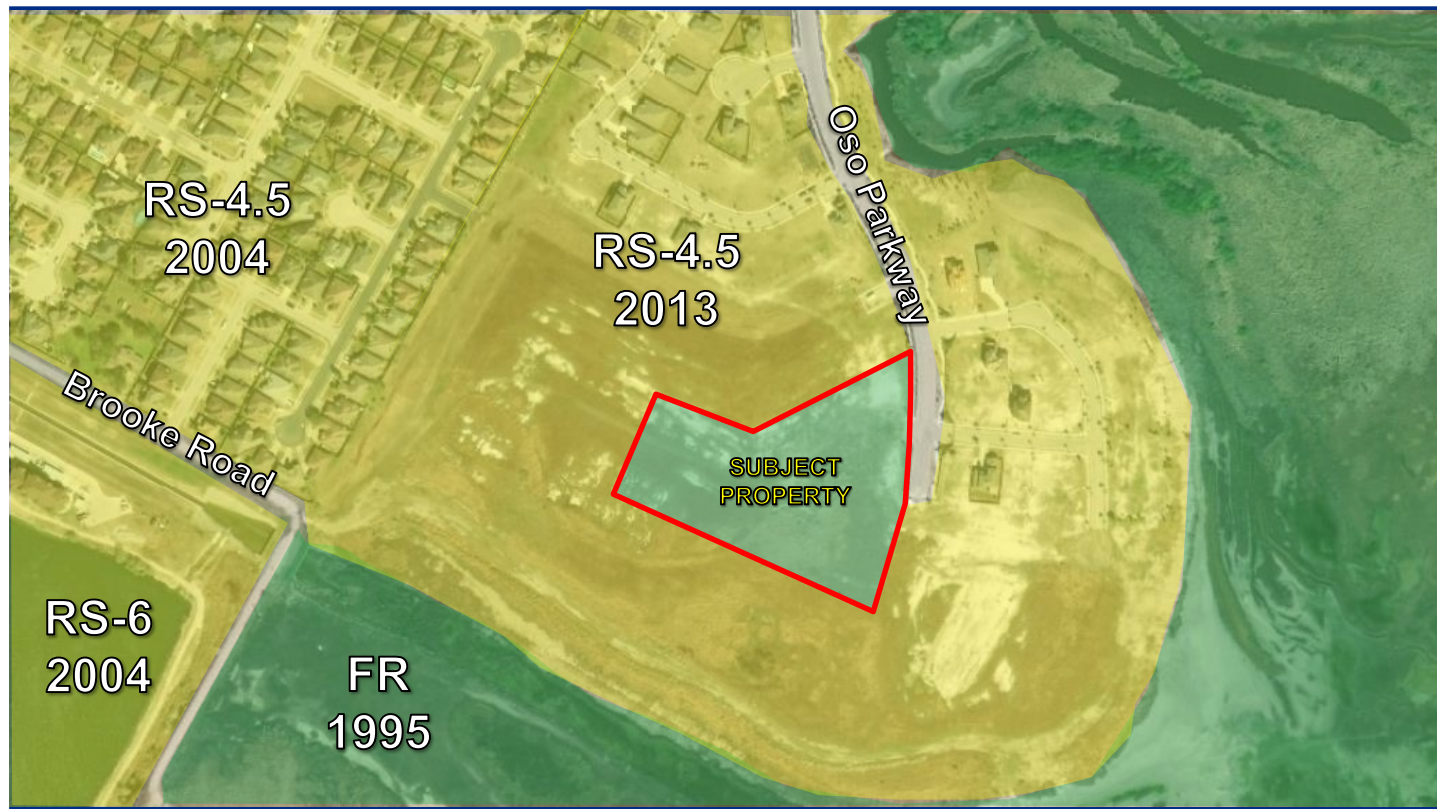 Oso Parkway
RS-4.5
2004
RS-4.5
2013
Brooke Road
SUBJECT
PROPERTY
RS-6
2004
FR
1995